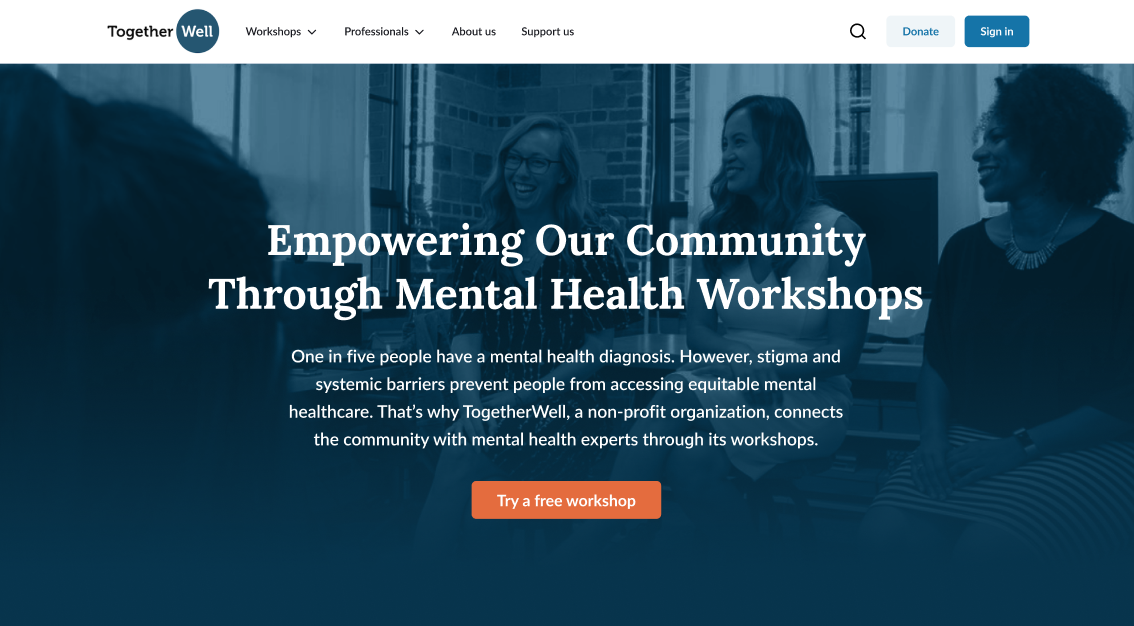 Together Well
Workshops
Professionals
About us
Support us
Donate
Sign in
Empowering Our Community
Through Mental Health Workshops
One in five people have a mental health diagnosis. However, stigma and
systemic barriers prevent people from accessing equitable mental
healthcare. That’s why TogetherWell, a non-profit organization, connects
the community with mental health experts through its workshops.
Try a free workshop